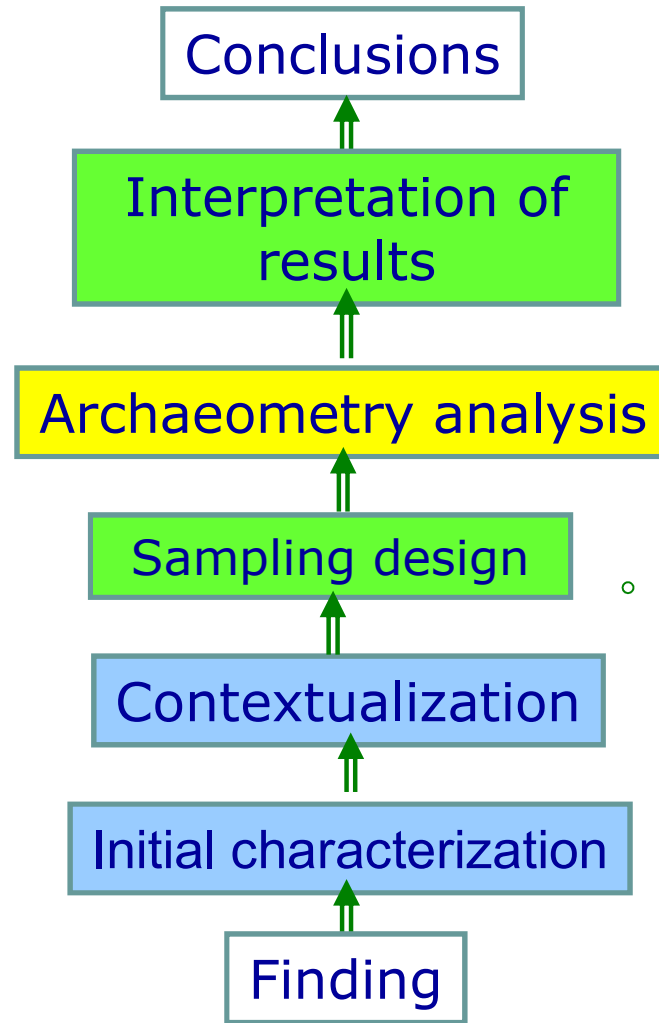 Conclusions
Interpretation of
results
Archaeometry analysis
Sampling design
Contextualization
Initial characterization
Finding